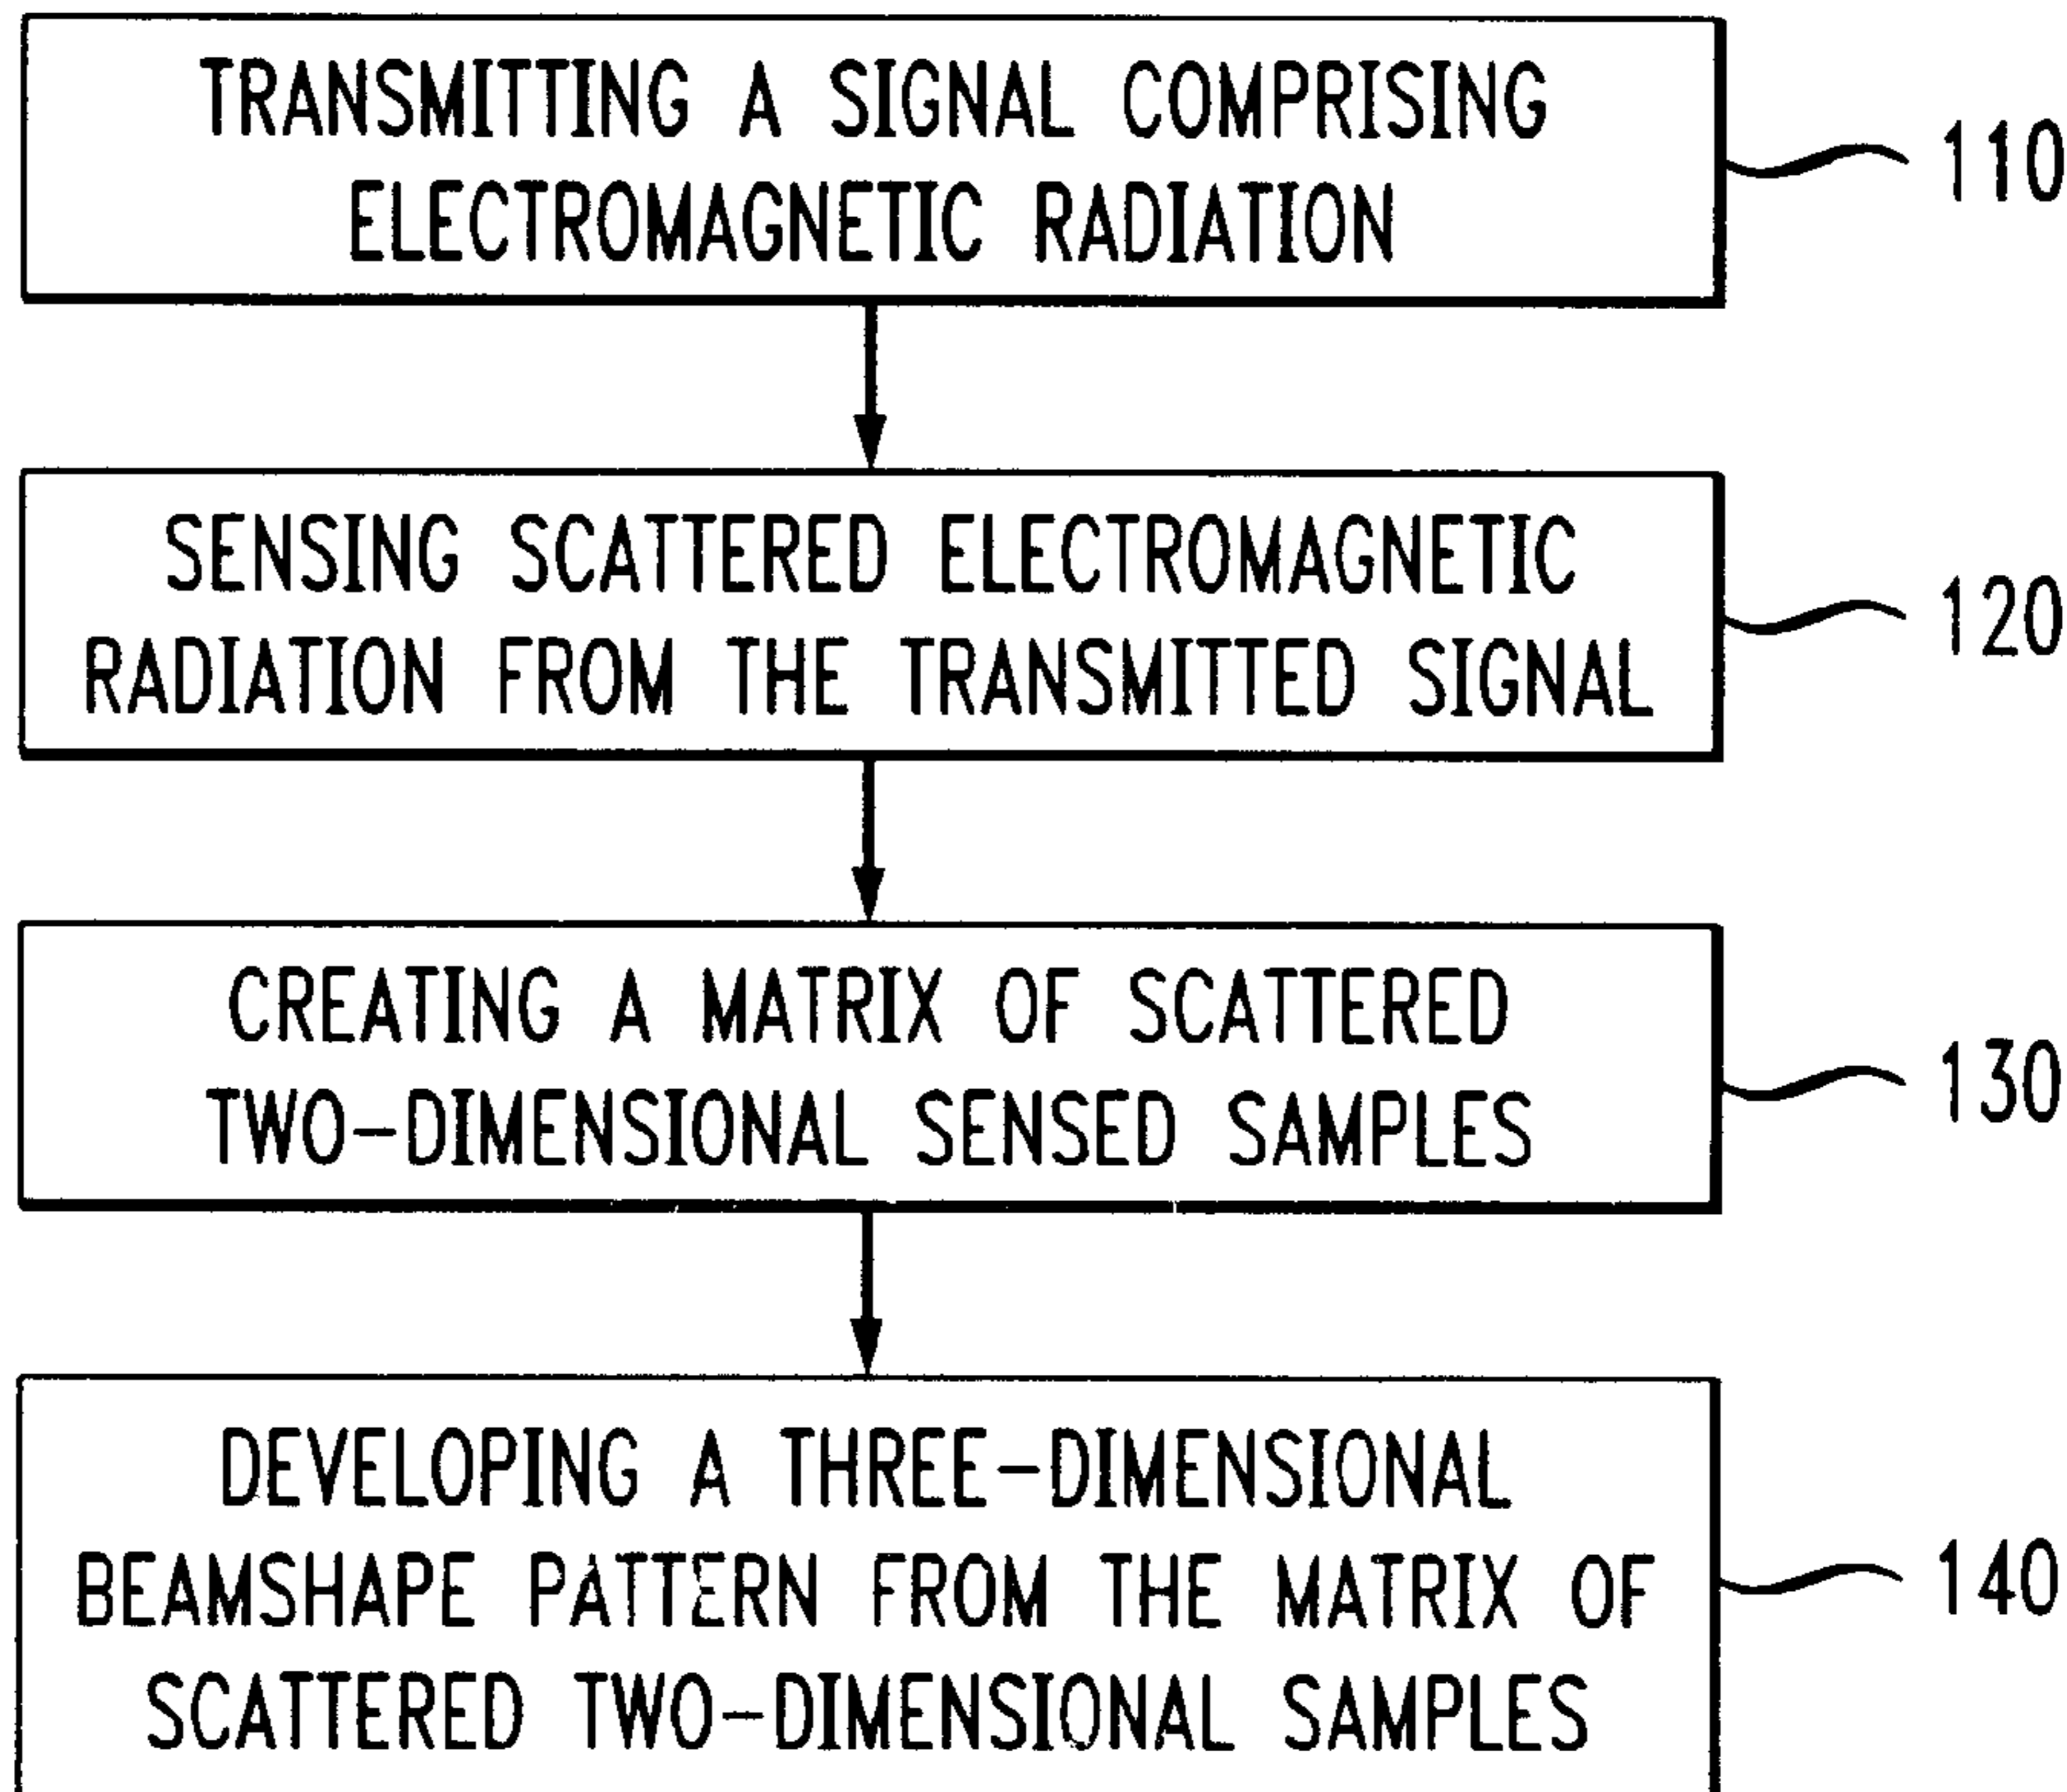 TRANSMITTING A SIGNAL COMPRISING
ELECTROMAGNETIC RADIATION
110
SENSING SCATTERED ELECTROMAGNETIC
RADIATION FROM THE TRANSMITTED SIGNAL
120
CREATING A MATRIX OF SCATTERED
TWO-DIMENSIONAL SENSED SAMPLES
130
DEVELOPING A THREE-DIMENSIONAL
BEAMSHAPE PATTERN FROM THE MATRIX OF
SCATTERED TWO-DIMENSIONAL SAMPLES
140